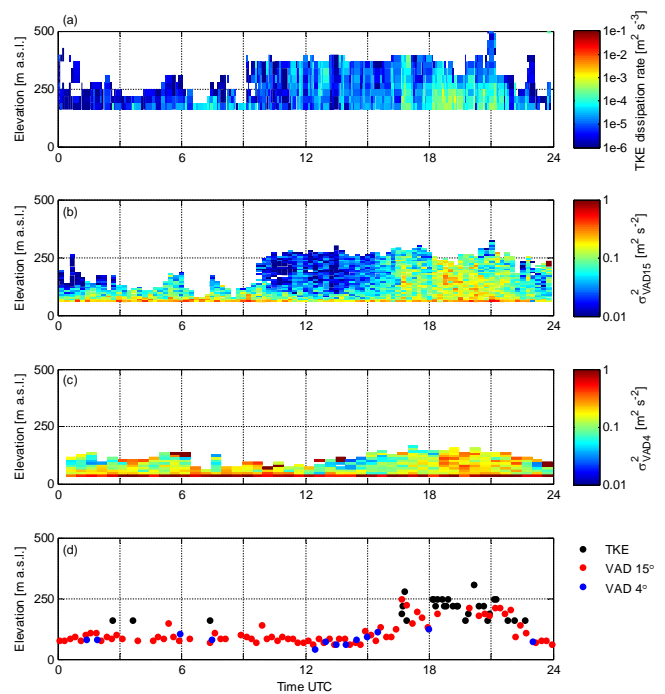 (a)
500
250
0
Elevation [m a.s.l.]
0 6 12 18 24
1e-1
1e-2
1e-3
1e-4
1e-5
1e-6
TKE dissipation rate [m² s⁻³]
(b)
500
250
0
Elevation [m a.s.l.]
0 6 12 18 24
1
0.1
0.01
σ²VAD15 [m² s⁻²]
(c)
500
250
0
Elevation [m a.s.l.]
0 6 12 18 24
1
0.1
0.01
σ²VAD4 [m² s⁻²]
(d)
500
250
0
Elevation [m a.s.l.]
0 6 12 18 24
Time UTC
TKE
VAD 15°
VAD 4°